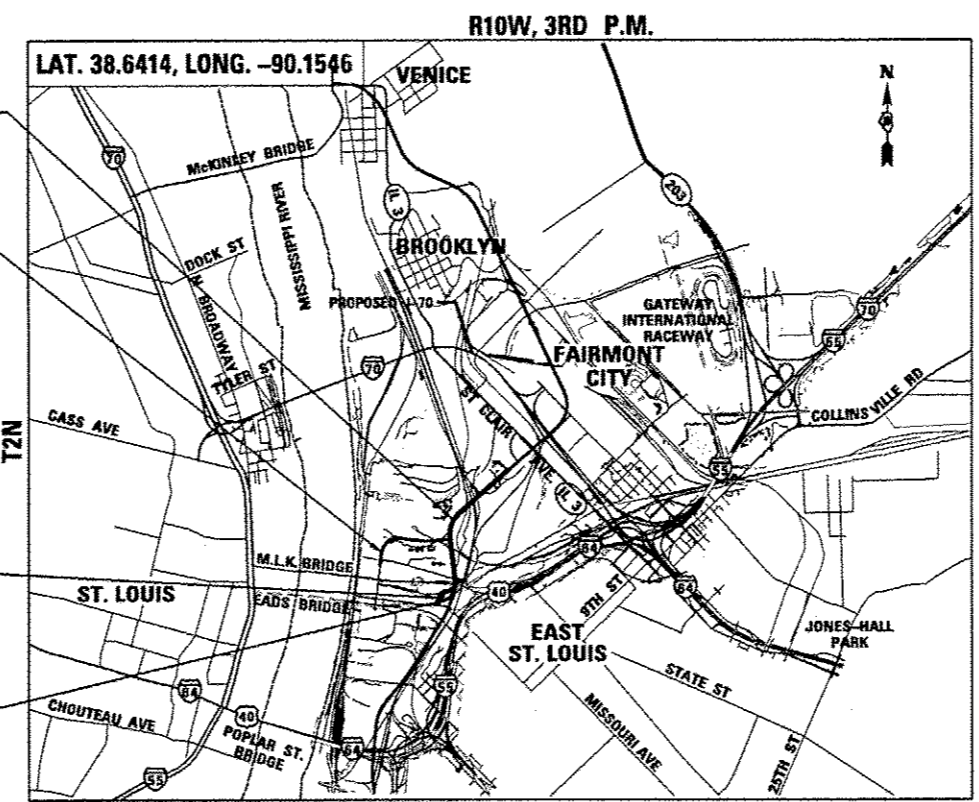 R10W, 3RD P.M.
LAT. 38.6414, LONG. –90.1546
VENICE
N
70
McKINLEY BRIDGE
203
MISSISSIPPI RIVER
IL 3
DOCK ST
BROOKLYN
N. BROADWAY
PROPOSED I-70
GATEWAY
INTERNATIONAL
RACEWAY
70
55
TYLER ST
70
FAIRMONT
CITY
ST CLAIR AVE
COLLINSVILLE RD
T2N
CASS AVE
55
IL 3
64
M.L.K. BRIDGE
ST. LOUIS
EADS BRIDGE
40
9TH ST
64
EAST
ST. LOUIS
JONES-HALL
PARK
STATE ST
55
64
40
CHOUTEAU AVE
POPLAR ST.
BRIDGE
64
MISSOURI AVE
25TH ST
55